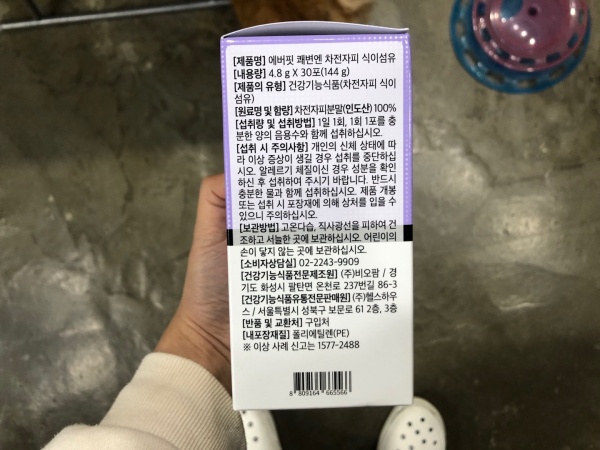 [제품명] 에버핏 쾌변엔 차전자피 식이섬유
[내용량] 4.8 g X 30포(144 g)
[제품의 유형] 건강기능식품(차전자피 식이
섬유)
[원료명 및 함량] 차전자피분말(인도산) 100%
[섭취량 및 섭취방법] 1일 1회, 1회 1포를 충
분한 양의 음용수와 함께 섭취하십시오.
[섭취 시 주의사항] 개인의 신체 상태에 따
라 이상 증상이 생길 경우 섭취를 중단하십
시오. 알레르기 체질이신 경우 성분을 확인
하신 후 섭취하여 주시기 바랍니다. 반드시
충분한 물과 함께 섭취하십시오. 제품 개봉
또는 섭취 시 포장재에 의해 상처를 입을 수
있으니 주의하십시오.
[보관방법] 고온다습, 직사광선을 피하여 건
조하고 서늘한 곳에 보관하십시오. 어린이의
손이 닿지 않는 곳에 보관하십시오.
[소비자상담실] 02-2243-9909
[건강기능식품전문제조원] (주)비오팜 / 경
기도 화성시 팔탄면 온천로 237번길 86-3
[건강기능식품유통전문판매원] (주)헬스하우
스 / 서울특별시 성북구 보문로 61 2층, 3층
[반품 및 교환처] 구입처
[내포장재질] 폴리에틸렌(PE)
※ 이상 사례 신고는 1577-2488
8 809164 665566